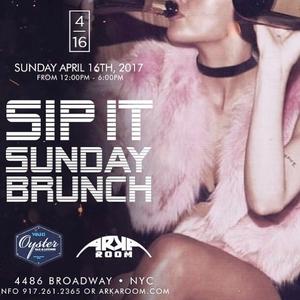 4
16
SUNDAY APRIL 16TH, 2017
FROM 12:00PM - 6:00PM
SIP IT
SUNDAY
BRUNCH
Oyster
ARKA
ROOM
4486 BROADWAY • NYC
NFO 917.261.2365 OR ARKAROOM.COM